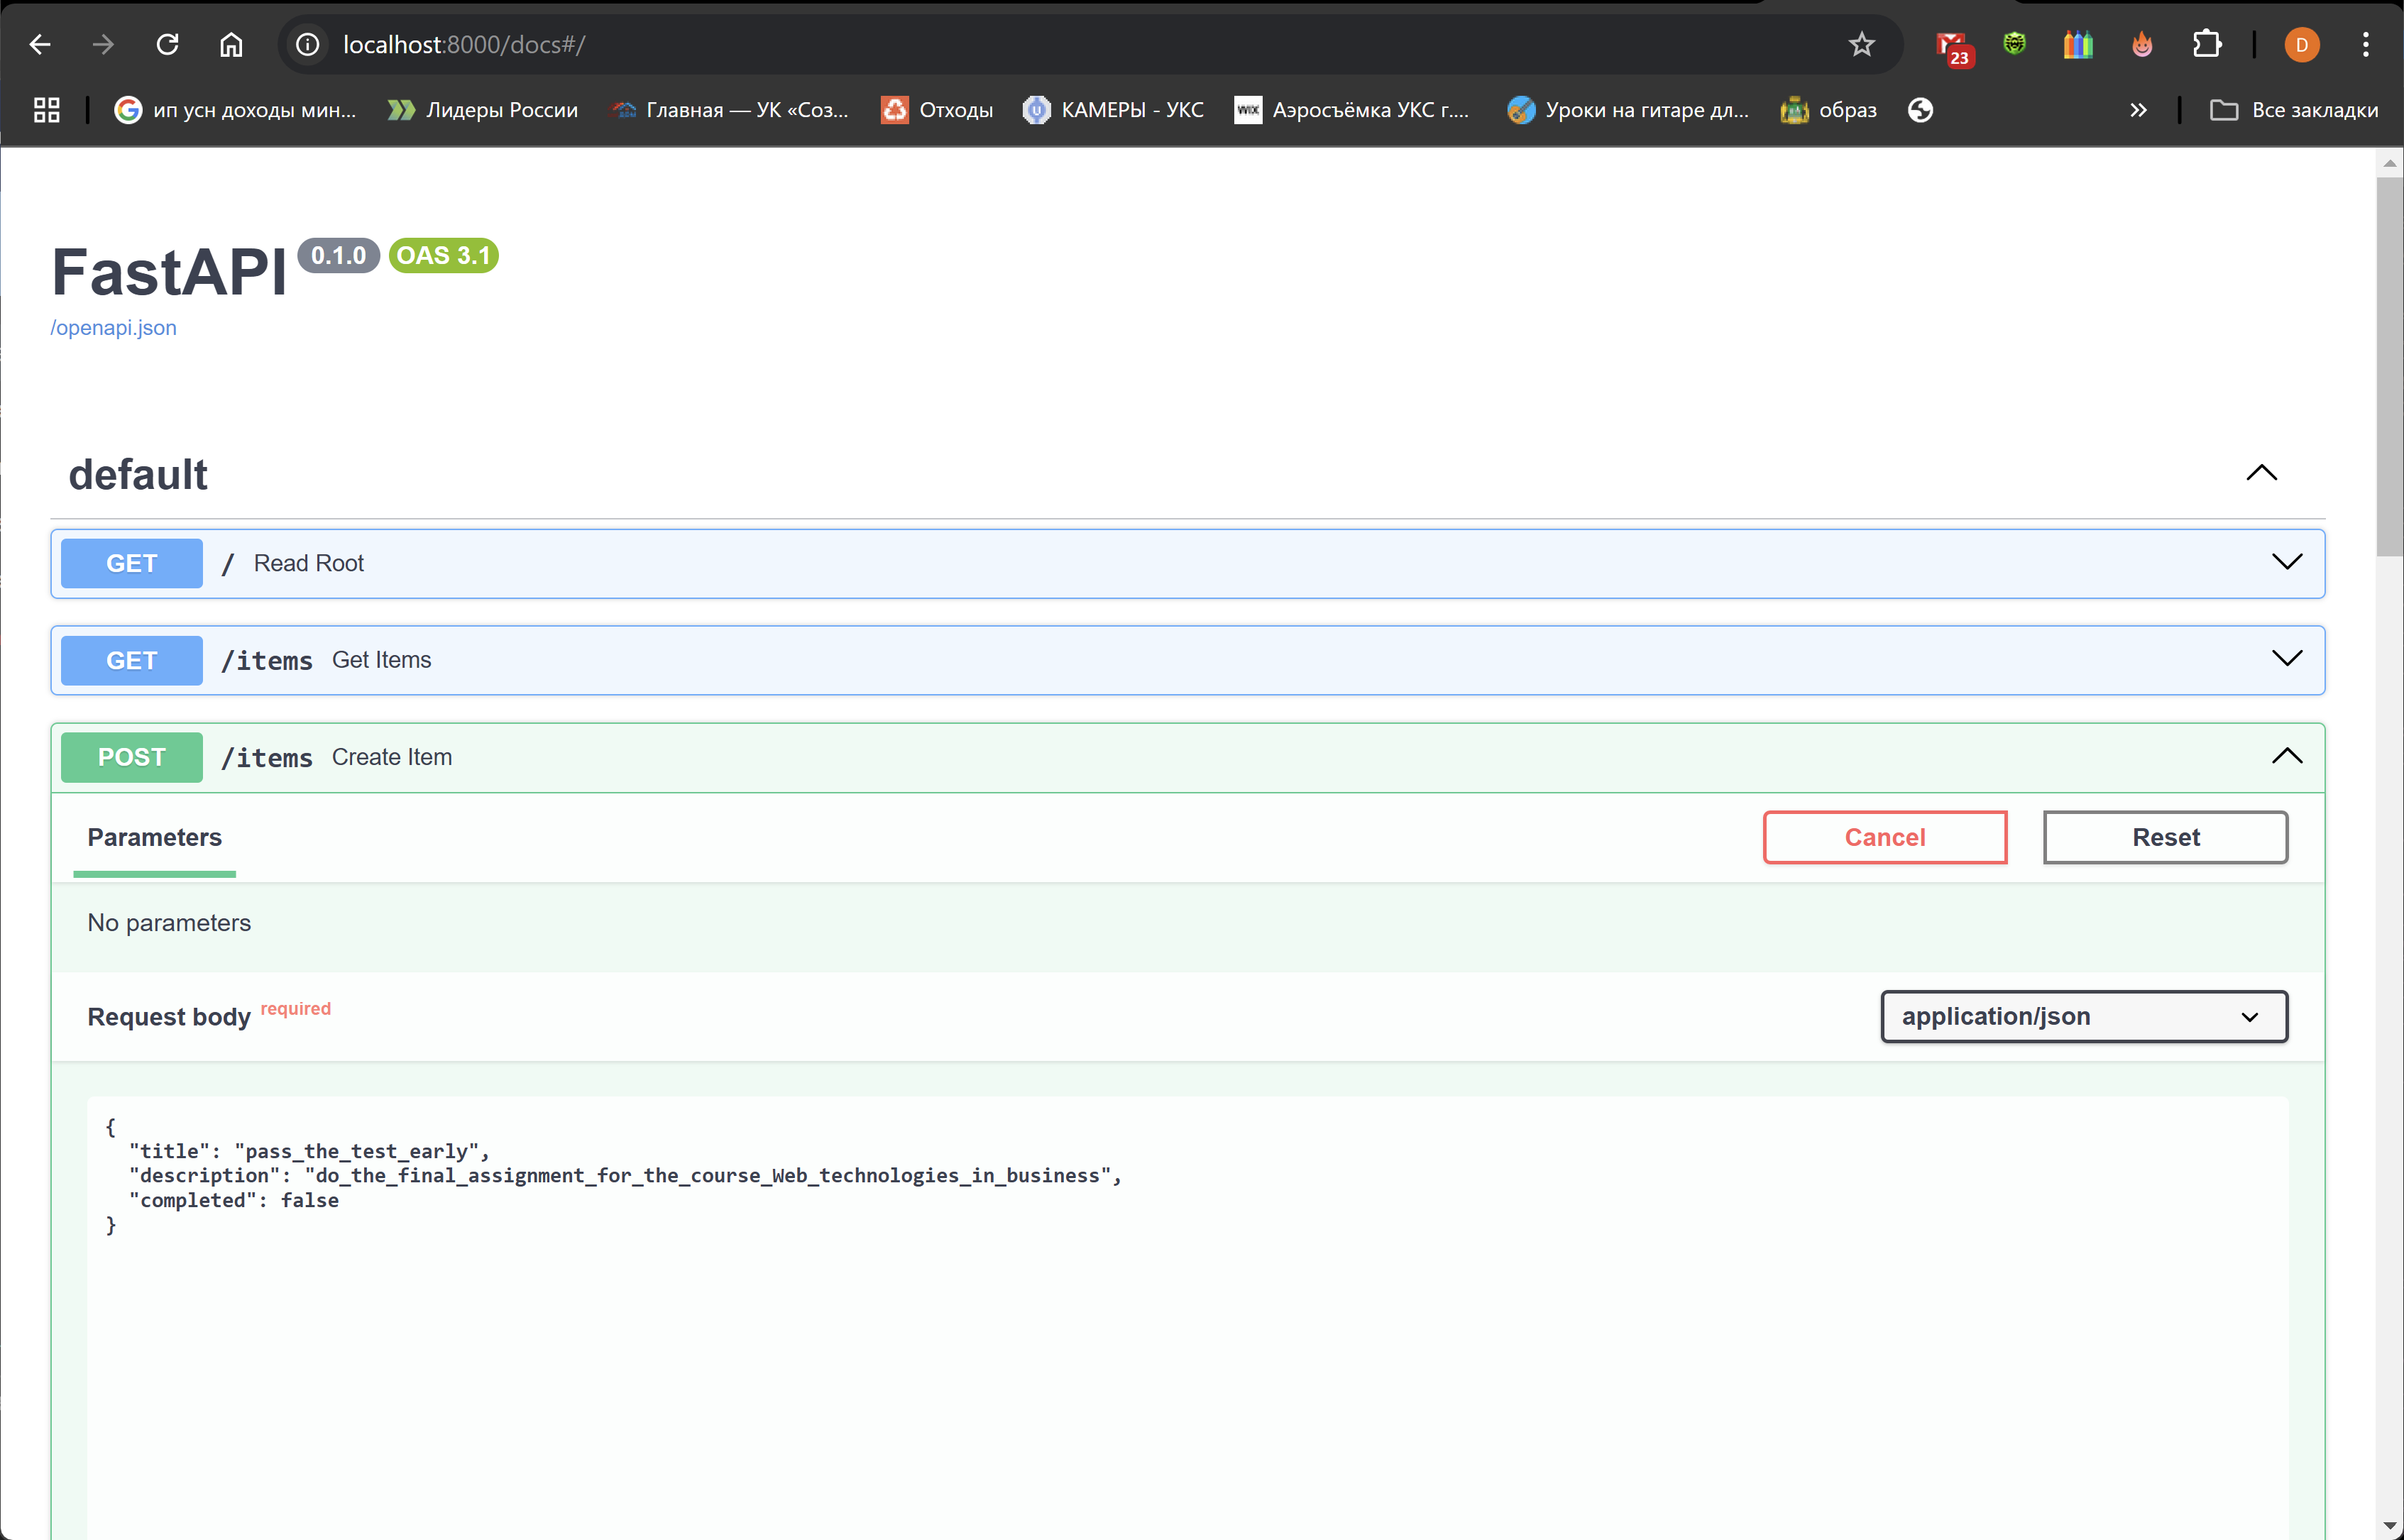 localhost:8000/docs#/
23
D
ип усн доходы мин...
Лидеры России
Главная — УК «Соз...
Отходы
КАМЕРЫ - УКС
WIX
Аэросъёмка УКС г....
Уроки на гитаре дл...
образ
Все закладки
FastAPI 0.1.0 OAS 3.1
/openapi.json
default
GET / Read Root
GET /items Get Items
POST /items Create Item
Parameters
Cancel
Reset
No parameters
Request body required
application/json
{
"title": "pass_the_test_early",
"description": "do_the_final_assignment_for_the_course_Web_technologies_in_business",
"completed": false
}